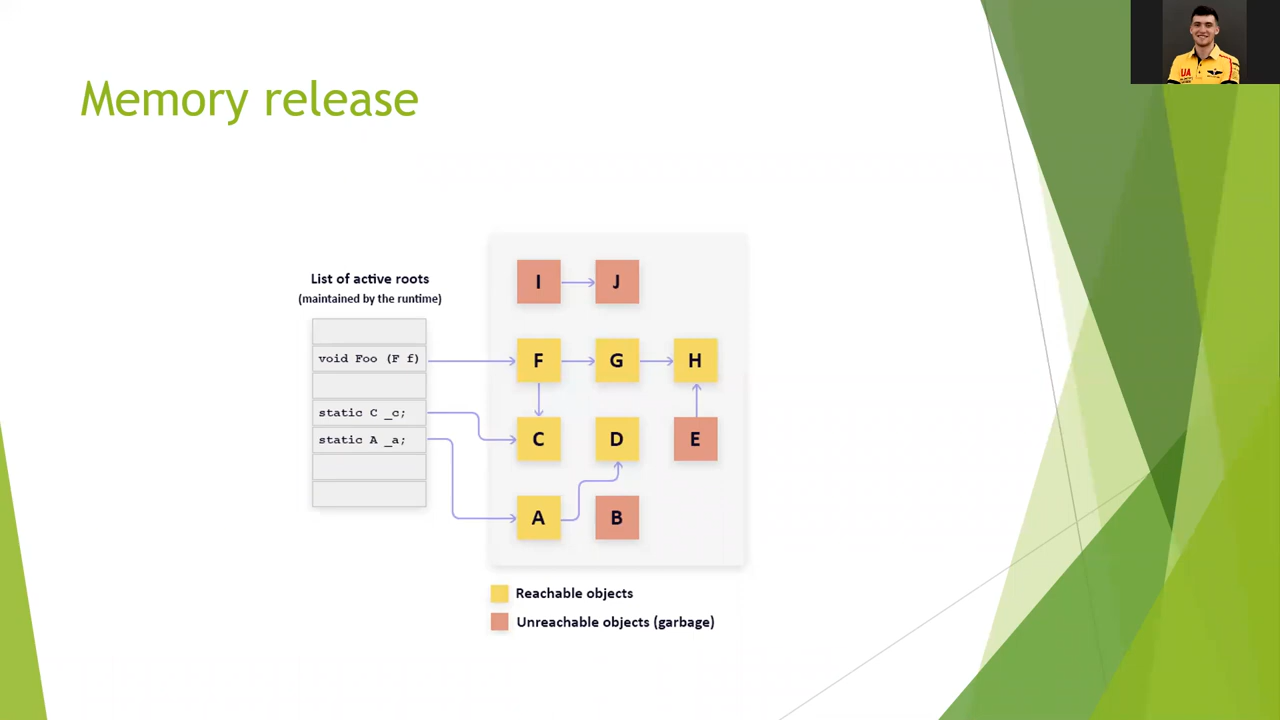 Memory release
List of active roots
(maintained by the runtime)
void Foo (F f)
static C _c;
static A _a;
I J
F G H
C D E
A B
Reachable objects
Unreachable objects (garbage)
UA